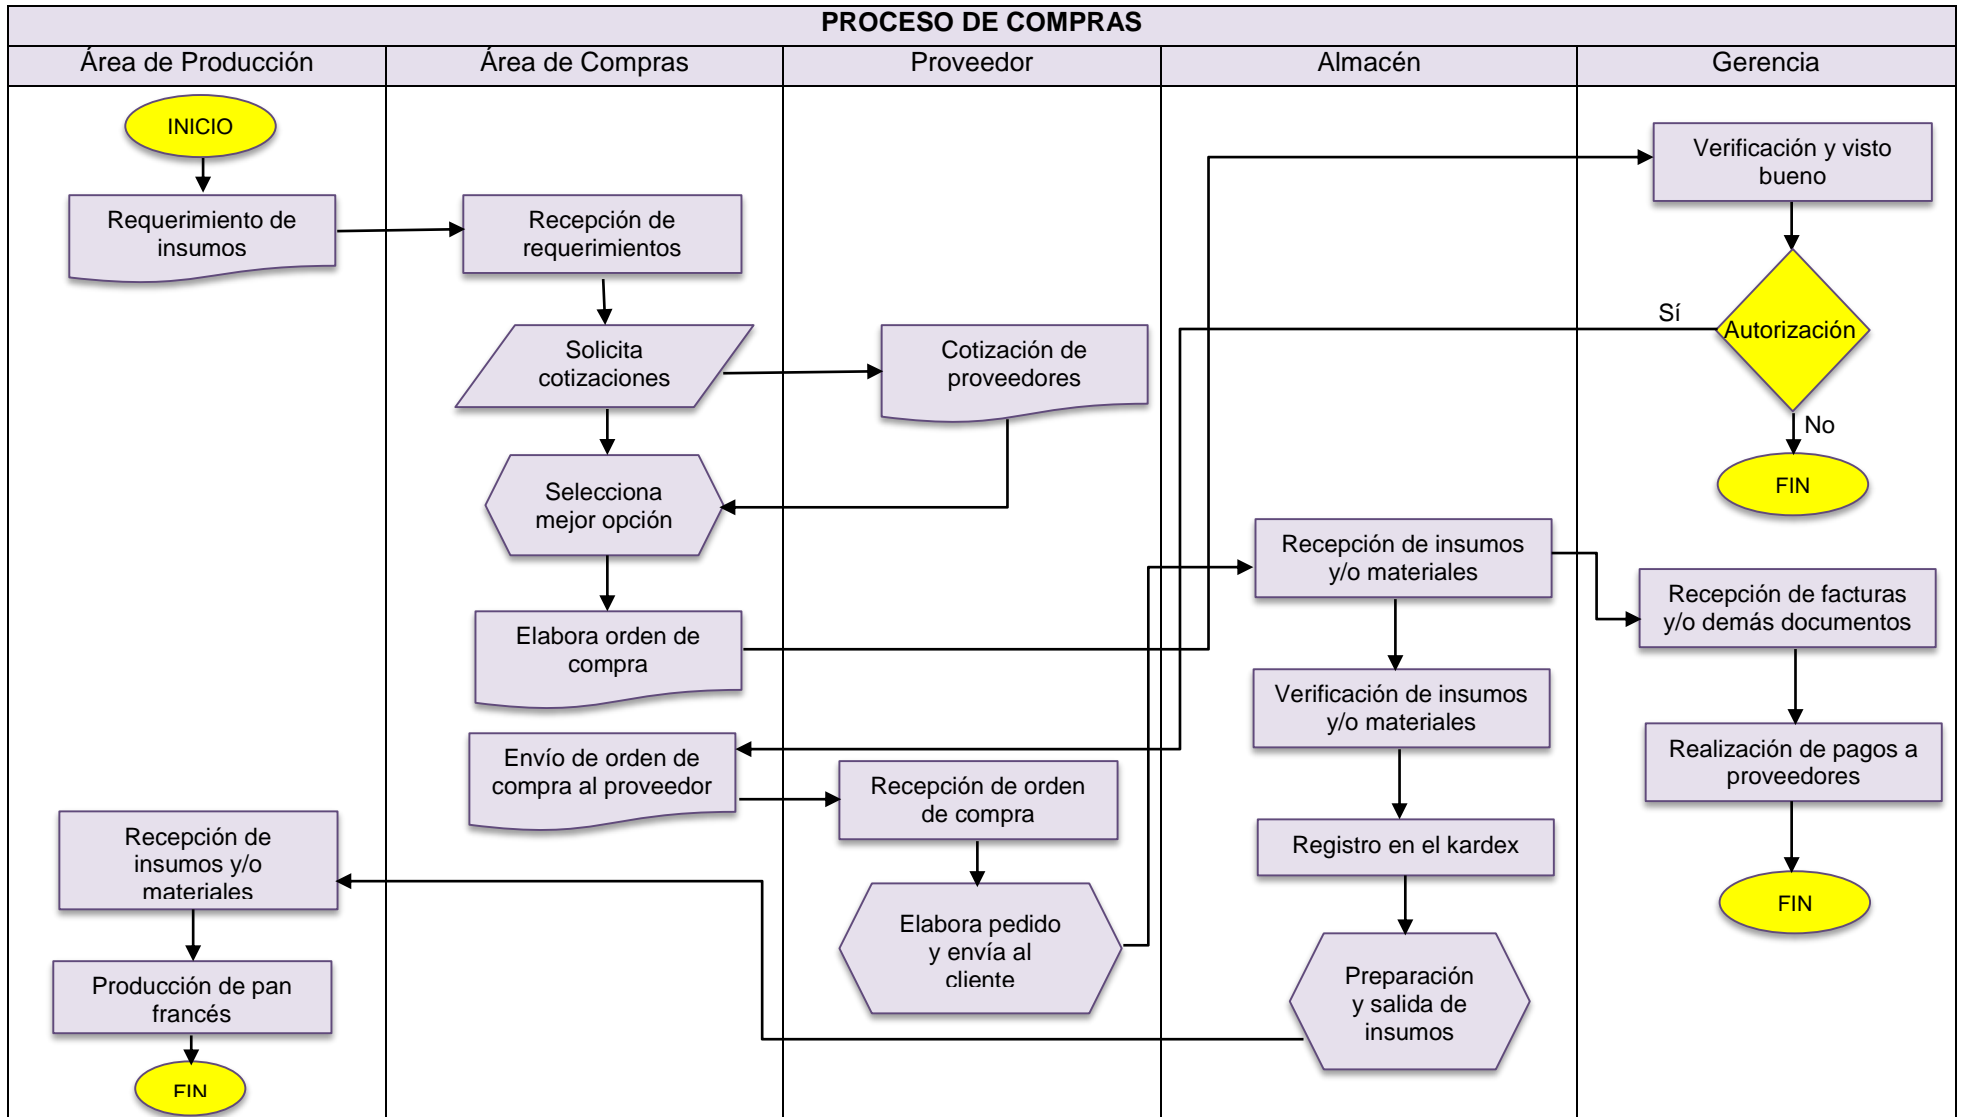 PROCESO DE COMPRAS
Área de Producción
Área de Compras
Proveedor
Almacén
Gerencia
INICIO
Requerimiento de
insumos
Recepción de
insumos y/o
materiales
Producción de pan
francés
FIN
Recepción de
requerimientos
Solicita
cotizaciones
Selecciona
mejor opción
Elabora orden de
compra
Envío de orden de
compra al proveedor
Cotización de
proveedores
Recepción de orden
de compra
Elabora pedido
y envía al
cliente
Recepción de insumos
y/o materiales
Verificación de insumos
y/o materiales
Registro en el kardex
Preparación
y salida de
insumos
Verificación y visto
bueno
Sí
Autorización
No
FIN
Recepción de facturas
y/o demás documentos
Realización de pagos a
proveedores
FIN